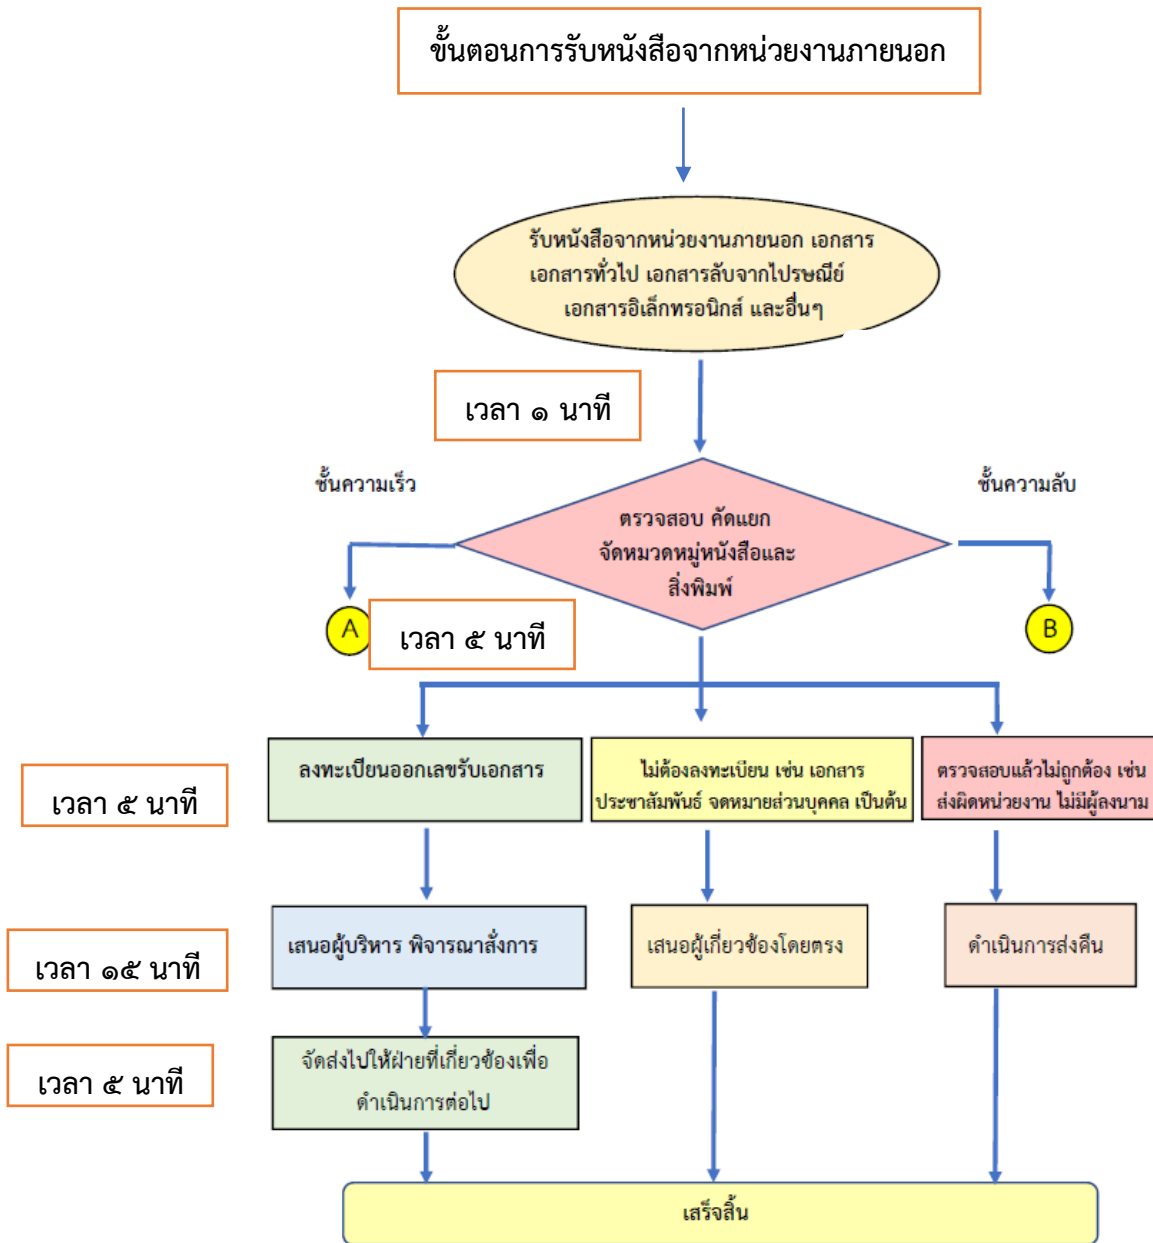 ขั้นตอนการรับหนังสือจากหน่วยงานภายนอก
รับหนังสือจากหน่วยงานภายนอก เอกสาร
เอกสารทั่วไป เอกสารลับจากไปรษณีย์
เอกสารอิเล็กทรอนิกส์ และอื่นๆ
เวลา ๑ นาที
ชั้นความเร็ว
ชั้นความลับ
ตรวจสอบ คัดแยก
จัดหมวดหมู่หนังสือและ
สิ่งพิมพ์
A
เวลา ๕ นาที
B
เวลา ๕ นาที
ลงทะเบียนออกเลขรับเอกสาร
ไม่ต้องลงทะเบียน เช่น เอกสาร
ประชาสัมพันธ์ จดหมายส่วนบุคคล เป็นต้น
ตรวจสอบแล้วไม่ถูกต้อง เช่น
ส่งผิดหน่วยงาน ไม่มีผู้ลงนาม
เวลา ๑๕ นาที
เสนอผู้บริหาร พิจารณาสั่งการ
เสนอผู้เกี่ยวข้องโดยตรง
ดำเนินการส่งคืน
เวลา ๕ นาที
จัดส่งไปให้ฝ่ายที่เกี่ยวข้องเพื่อ
ดำเนินการต่อไป
เสร็จสิ้น